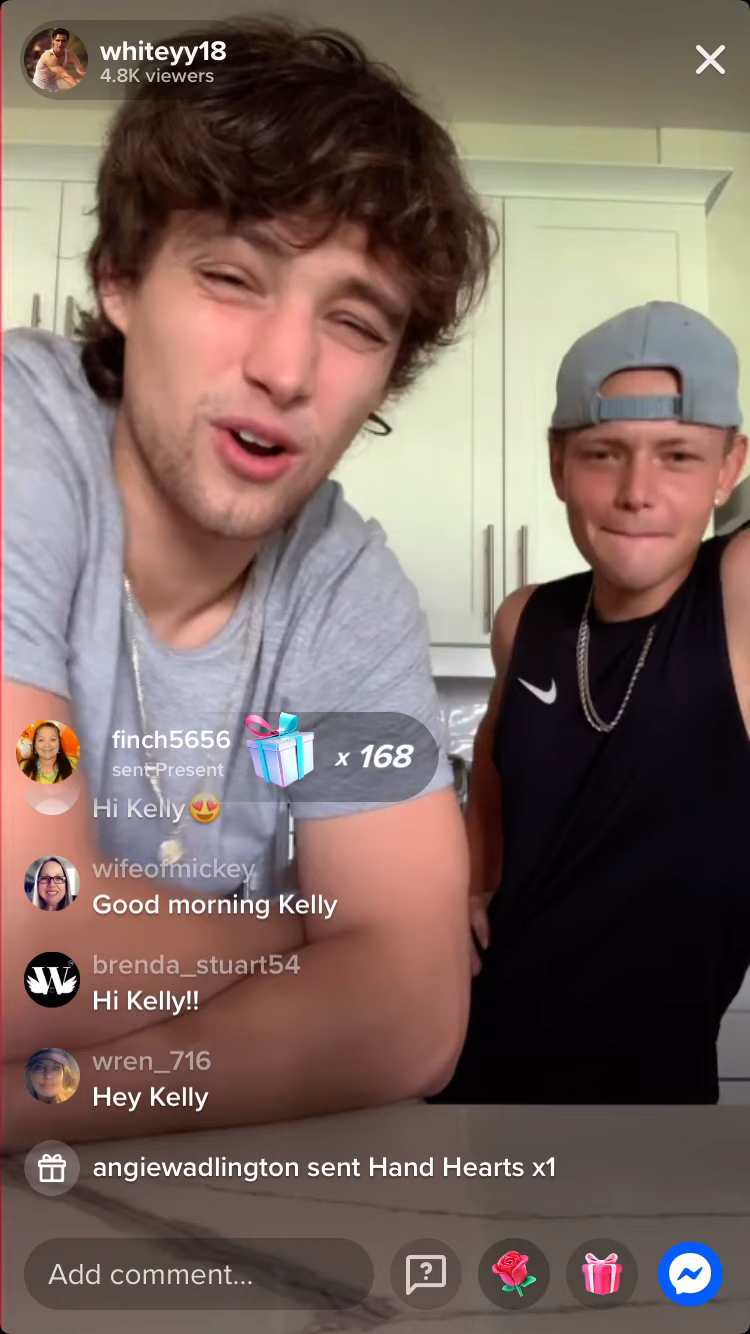 whiteyy18
4.8K viewers
finch5656
sent Present
x 168
Hi Kelly😍
wifeofmickey
Good morning Kelly
brenda_stuart54
Hi Kelly!!
wren_716
Hey Kelly
angiewadlington sent Hand Hearts x1
Add comment...
?
W